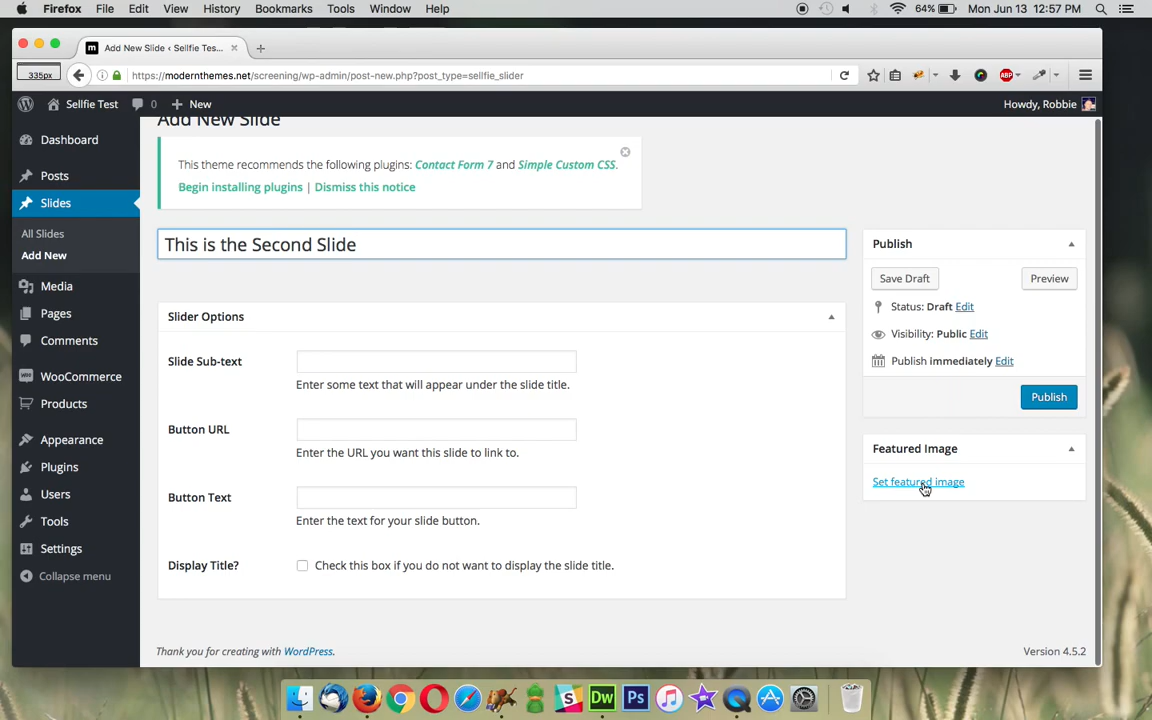 Firefox File Edit View History Bookmarks Tools Window Help 64% Mon Jun 13 12:57 PM
m Add New Slide ‹ Sellfie Tes...
335px https://modernthemes.net/screening/wp-admin/post-new.php?post_type=sellfie_slider ABP
Sellfie Test 0 New Howdy, Robbie
Add New Slide
Dashboard
Posts
Slides
All Slides
Add New
Media
Pages
Comments
WooCommerce
Products
Appearance
Plugins
Users
Tools
Settings
Collapse menu
This theme recommends the following plugins: Contact Form 7 and Simple Custom CSS.
Begin installing plugins | Dismiss this notice
This is the Second Slide
Slider Options
Slide Sub-text
Enter some text that will appear under the slide title.
Button URL
Enter the URL you want this slide to link to.
Button Text
Enter the text for your slide button.
Display Title? Check this box if you do not want to display the slide title.
Publish
Save Draft Preview
Status: Draft Edit
Visibility: Public Edit
Publish immediately Edit
Publish
Featured Image
Set featured image
Thank you for creating with WordPress. Version 4.5.2
Dw Ps